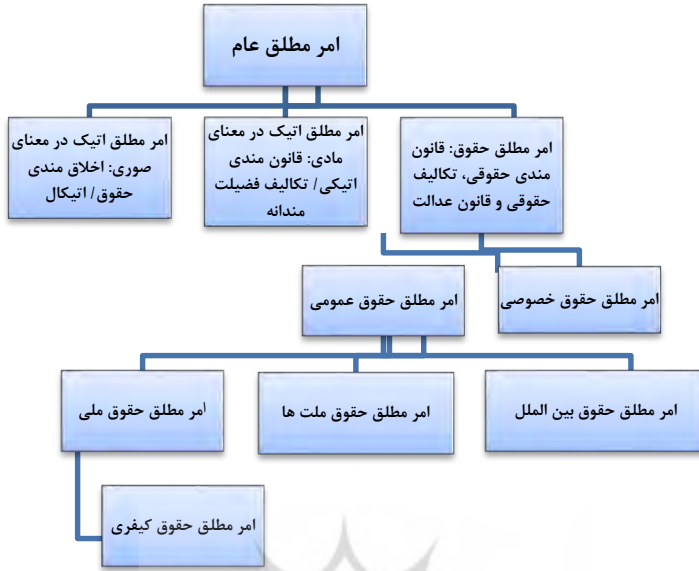 امر مطلق عام
امر مطلق حقوق: قانون
مندی حقوقی، تکالیف
حقوقی و قانون عدالت
امر مطلق اتیک در معنای
مادی: قانون مندی
اتیکی/ تکالیف فضیلت
مندانه
امر مطلق اتیک در معنای
صوری: اخلاق مندی
حقوق/ اتیکال
امر مطلق حقوق خصوصی
امر مطلق حقوق عمومی
امر مطلق حقوق بین الملل
امر مطلق حقوق ملت ها
امر مطلق حقوق ملی
امر مطلق حقوق کیفری